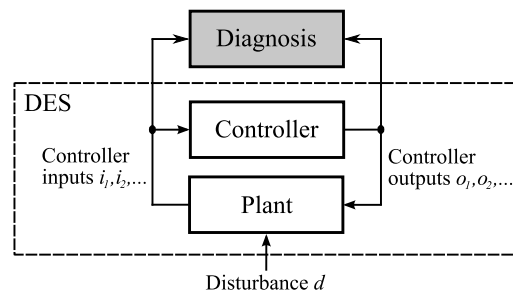 Diagnosis
DES
Controller
Controller
inputs i1,i2,...
Controller
outputs o1,o2,...
Plant
Disturbance d